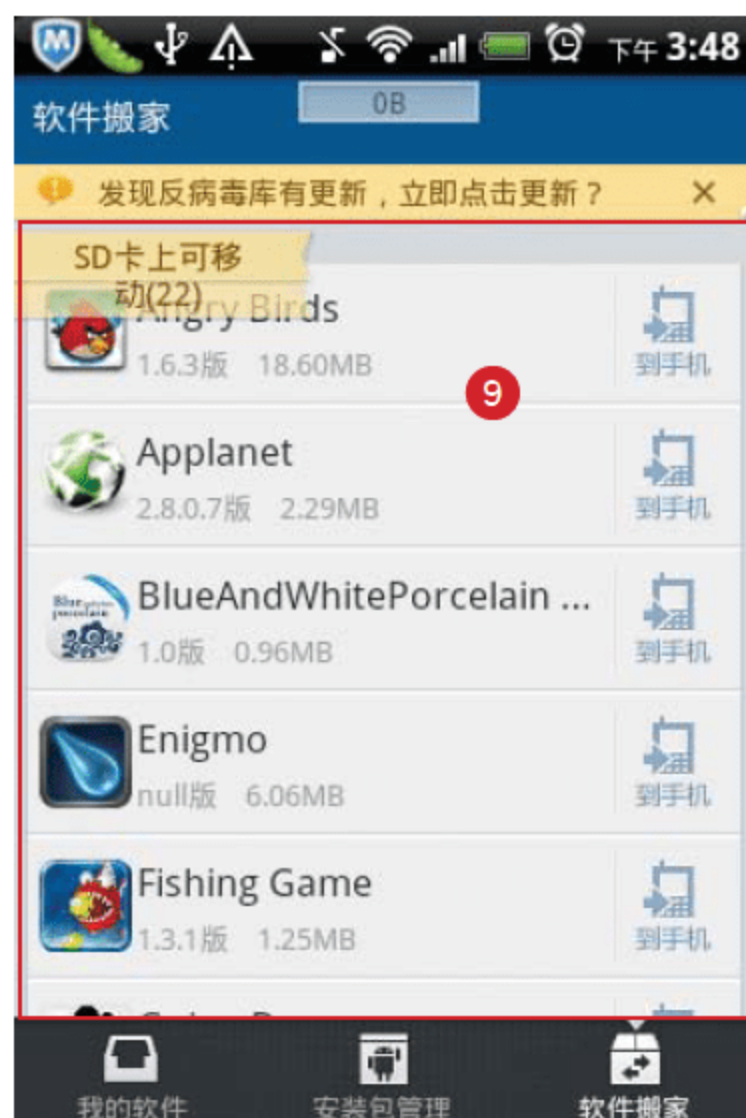 下午 3:48
软件搬家
0B
发现反病毒库有更新，立即点击更新？
SD卡上可移
动(22)
Angry Birds
1.6.3版 18.60MB
到手机
9
Applanet
2.8.0.7版 2.29MB
到手机
BlueAndWhitePorcelain ...
1.0版 0.96MB
到手机
Enigmo
null版 6.06MB
到手机
Fishing Game
1.3.1版 1.25MB
到手机
我的软件
安装包管理
软件搬家